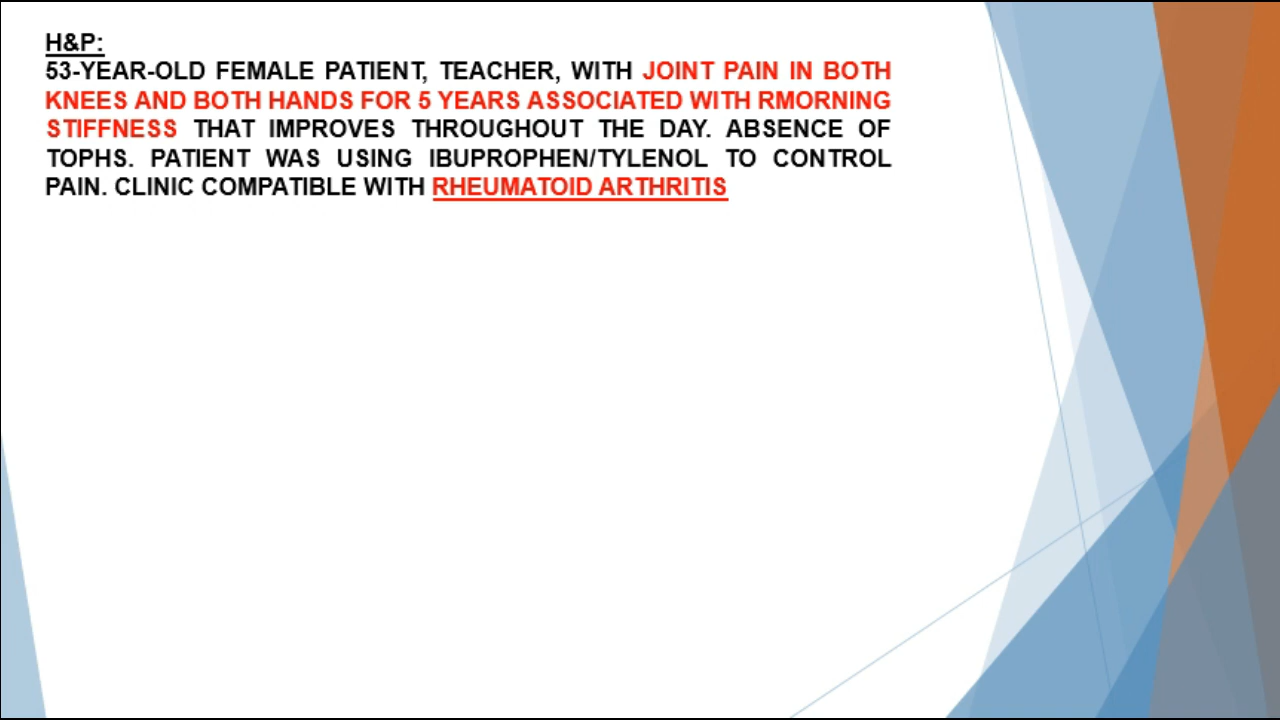 H&P:
53-YEAR-OLD FEMALE PATIENT, TEACHER, WITH JOINT PAIN IN BOTH
KNEES AND BOTH HANDS FOR 5 YEARS ASSOCIATED WITH RMORNING
STIFFNESS THAT IMPROVES THROUGHOUT THE DAY. ABSENCE OF
TOPHS. PATIENT WAS USING IBUPROPHEN/TYLENOL TO CONTROL
PAIN. CLINIC COMPATIBLE WITH RHEUMATOID ARTHRITIS